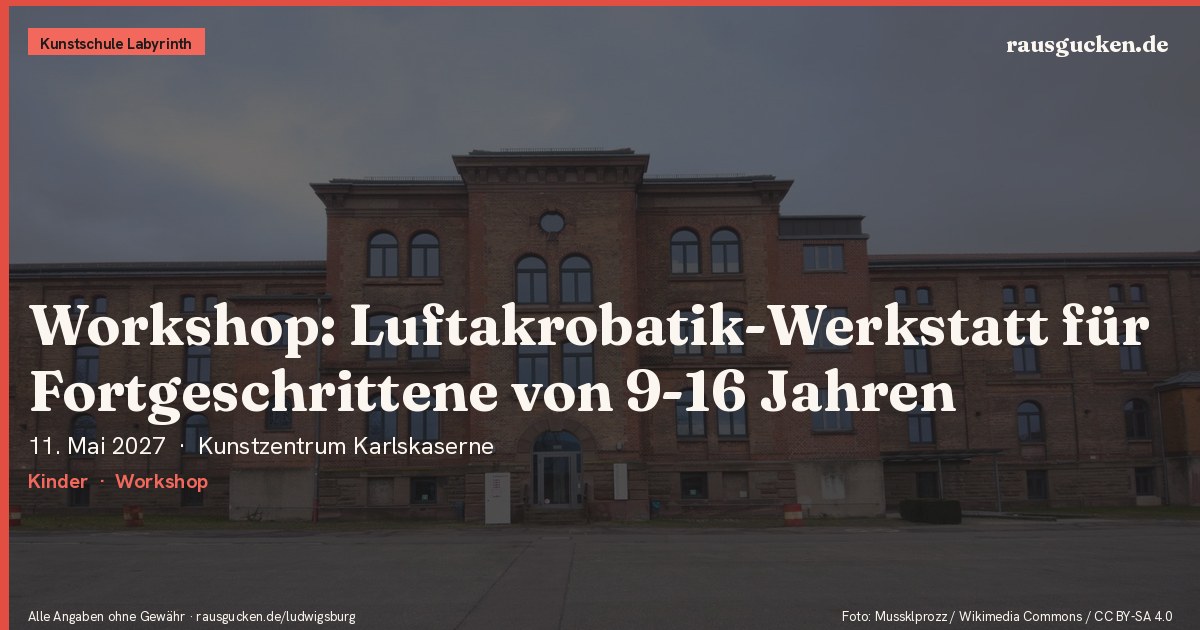 Kunstschule Labyrinth
rausgucken.de
Workshop: Luftakrobatik-Werkstatt für
Fortgeschrittene von 9-16 Jahren
11. Mai 2027 · Kunstzentrum Karlskaserne
Kinder · Workshop
Alle Angaben ohne Gewähr · rausgucken.de/ludwigsburg
Foto: Mussklprozz / Wikimedia Commons / CC BY-SA 4.0